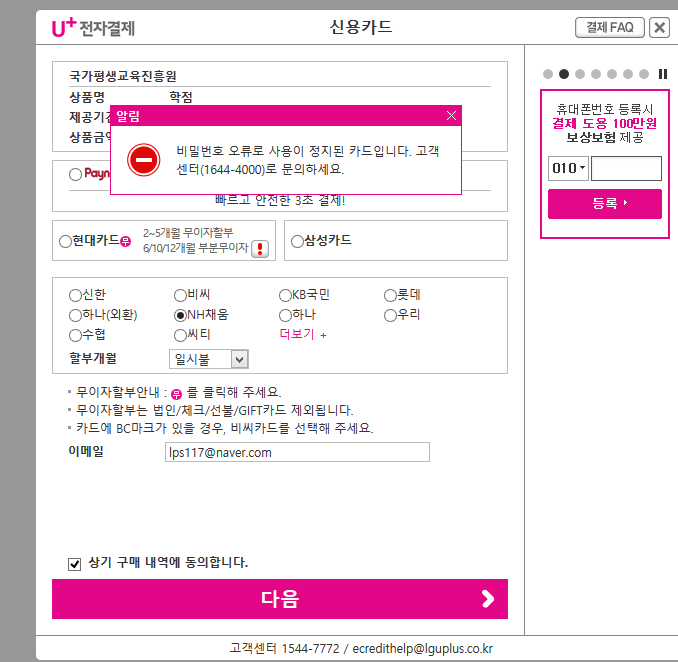 U+ 전자결제
신용카드
결제 FAQ
국가평생교육진흥원
상품명 학점
제공기
상품금
알림
비밀번호 오류로 사용이 정지된 카드입니다. 고객
센터(1644-4000)로 문의하세요.
Payn
빠르고 안전한 3초 결제!
현대카드 무
2~5개월 무이자할부
6/10/12개월 부분무이자
삼성카드
신한 비씨 KB국민 롯데
하나(외환) NH채움 하나 우리
수협 씨티 더보기 +
할부개월 일시불
무이자할부안내 : 무 를 클릭해 주세요.
무이자할부는 법인/체크/선불/GIFT카드 제외됩니다.
카드에 BC마크가 있을 경우, 비씨카드를 선택해 주세요.
이메일 lps117@naver.com
상기 구매 내역에 동의합니다.
다음
고객센터 1544-7772 / ecredithelp@lguplus.co.kr
휴대폰번호 등록시
결제 도용 100만원
보상보험 제공
010
등록